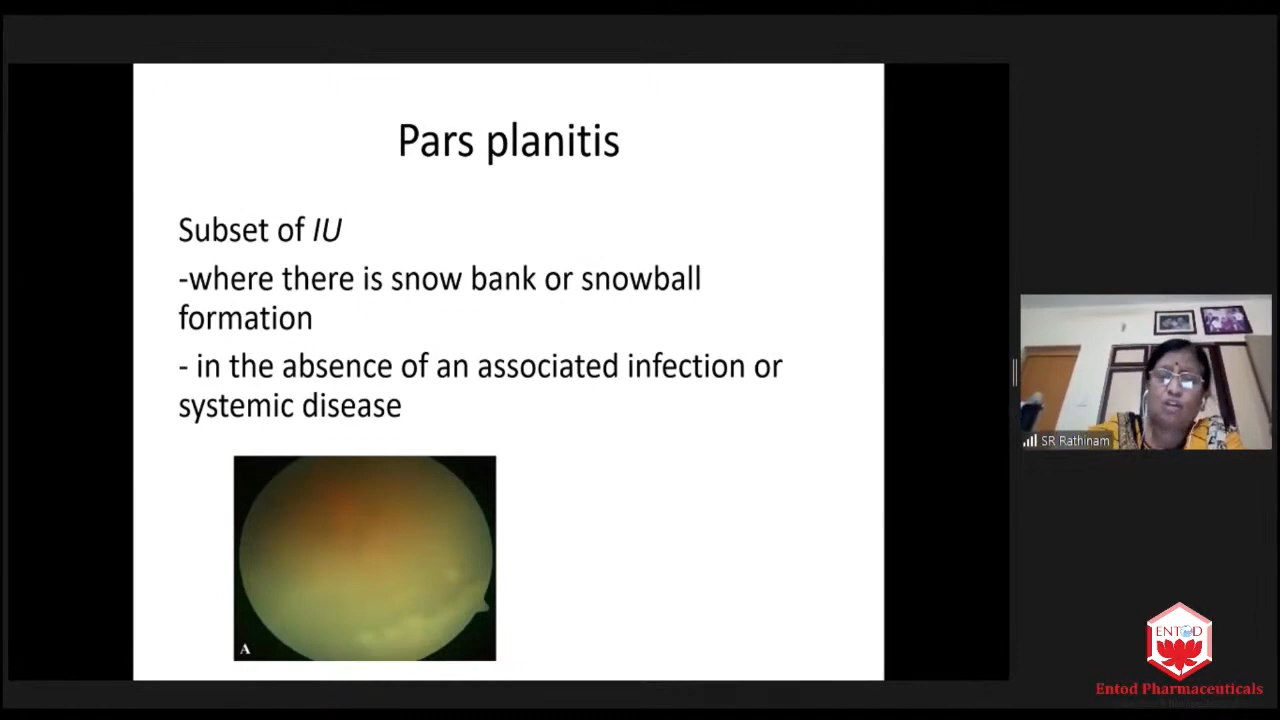 Pars planitis
Subset of IU
-where there is snow bank or snowball
formation
- in the absence of an associated infection or
systemic disease
A
SR Rathinam
ENTOD
Entod Pharmaceuticals